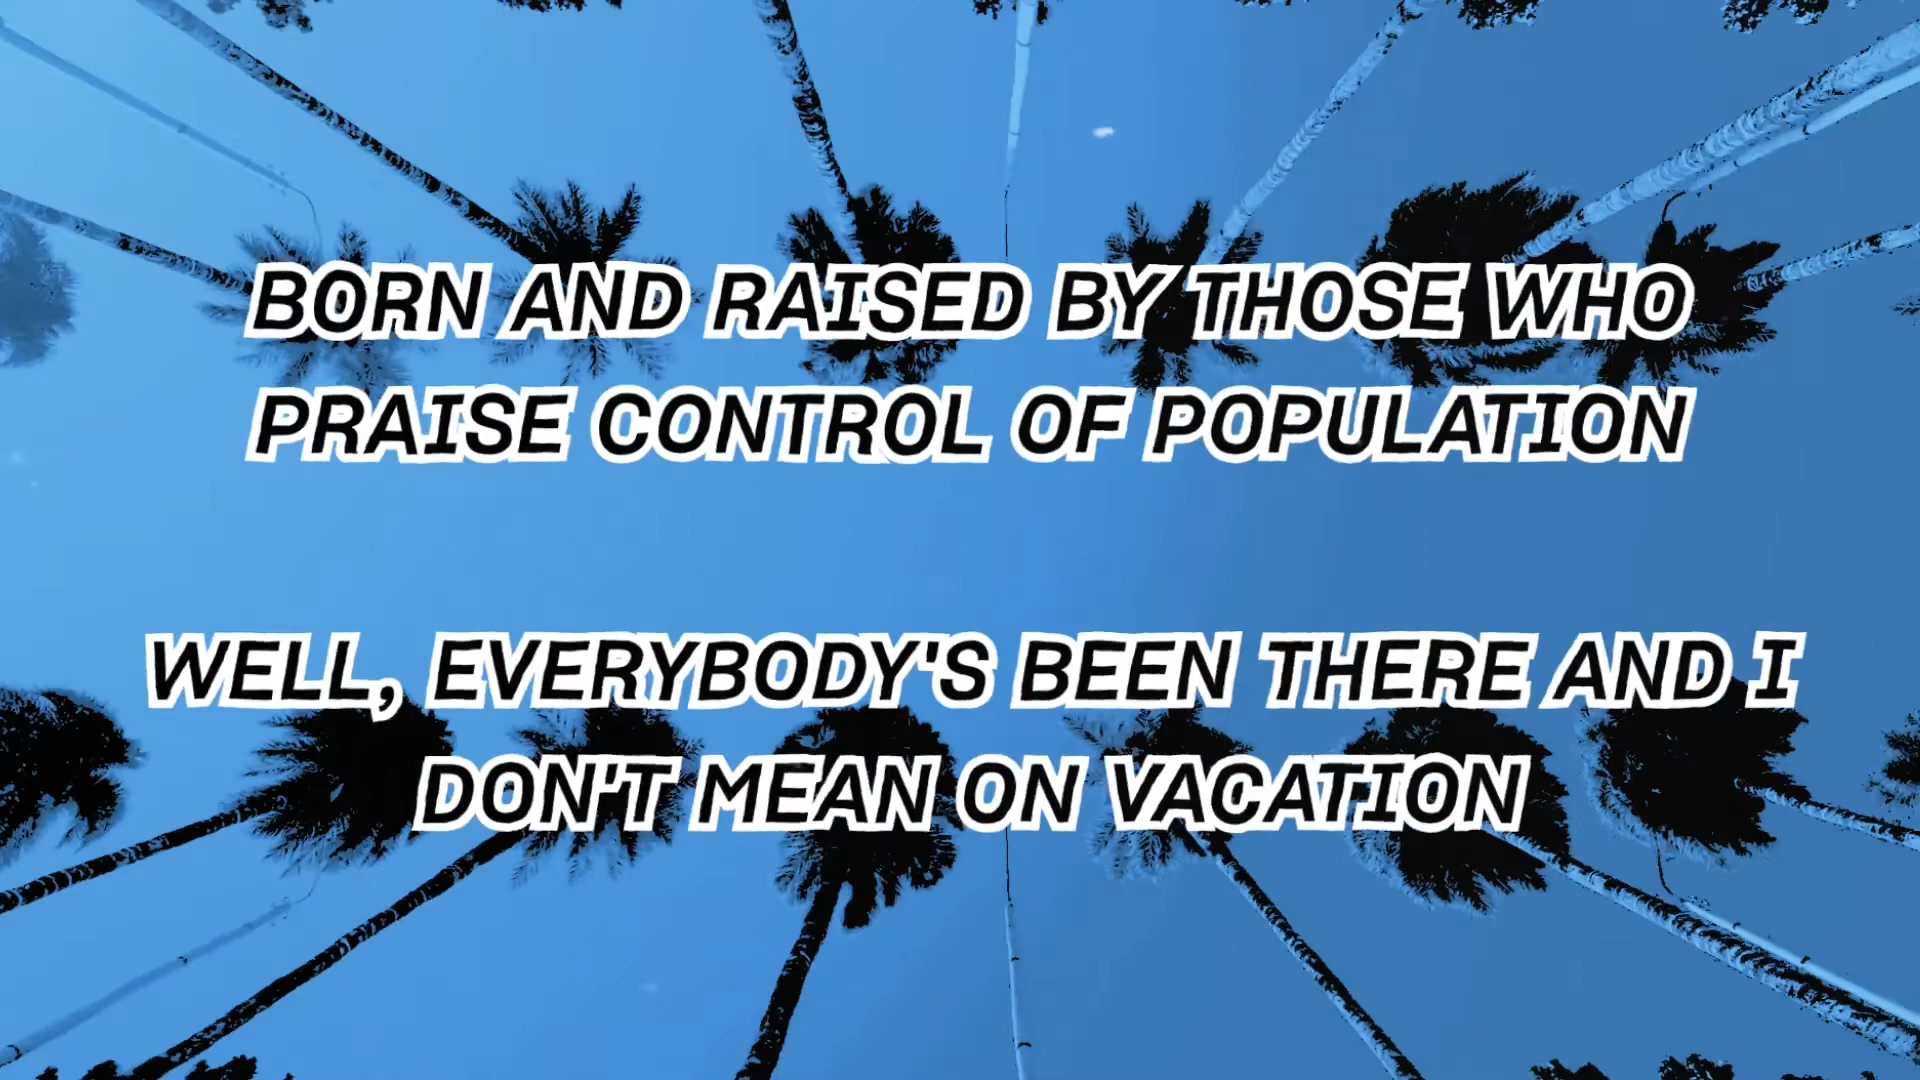 BORN AND RAISED BY THOSE WHO
PRAISE CONTROL OF POPULATION
WELL, EVERYBODY'S BEEN THERE AND I
DON'T MEAN ON VACATION